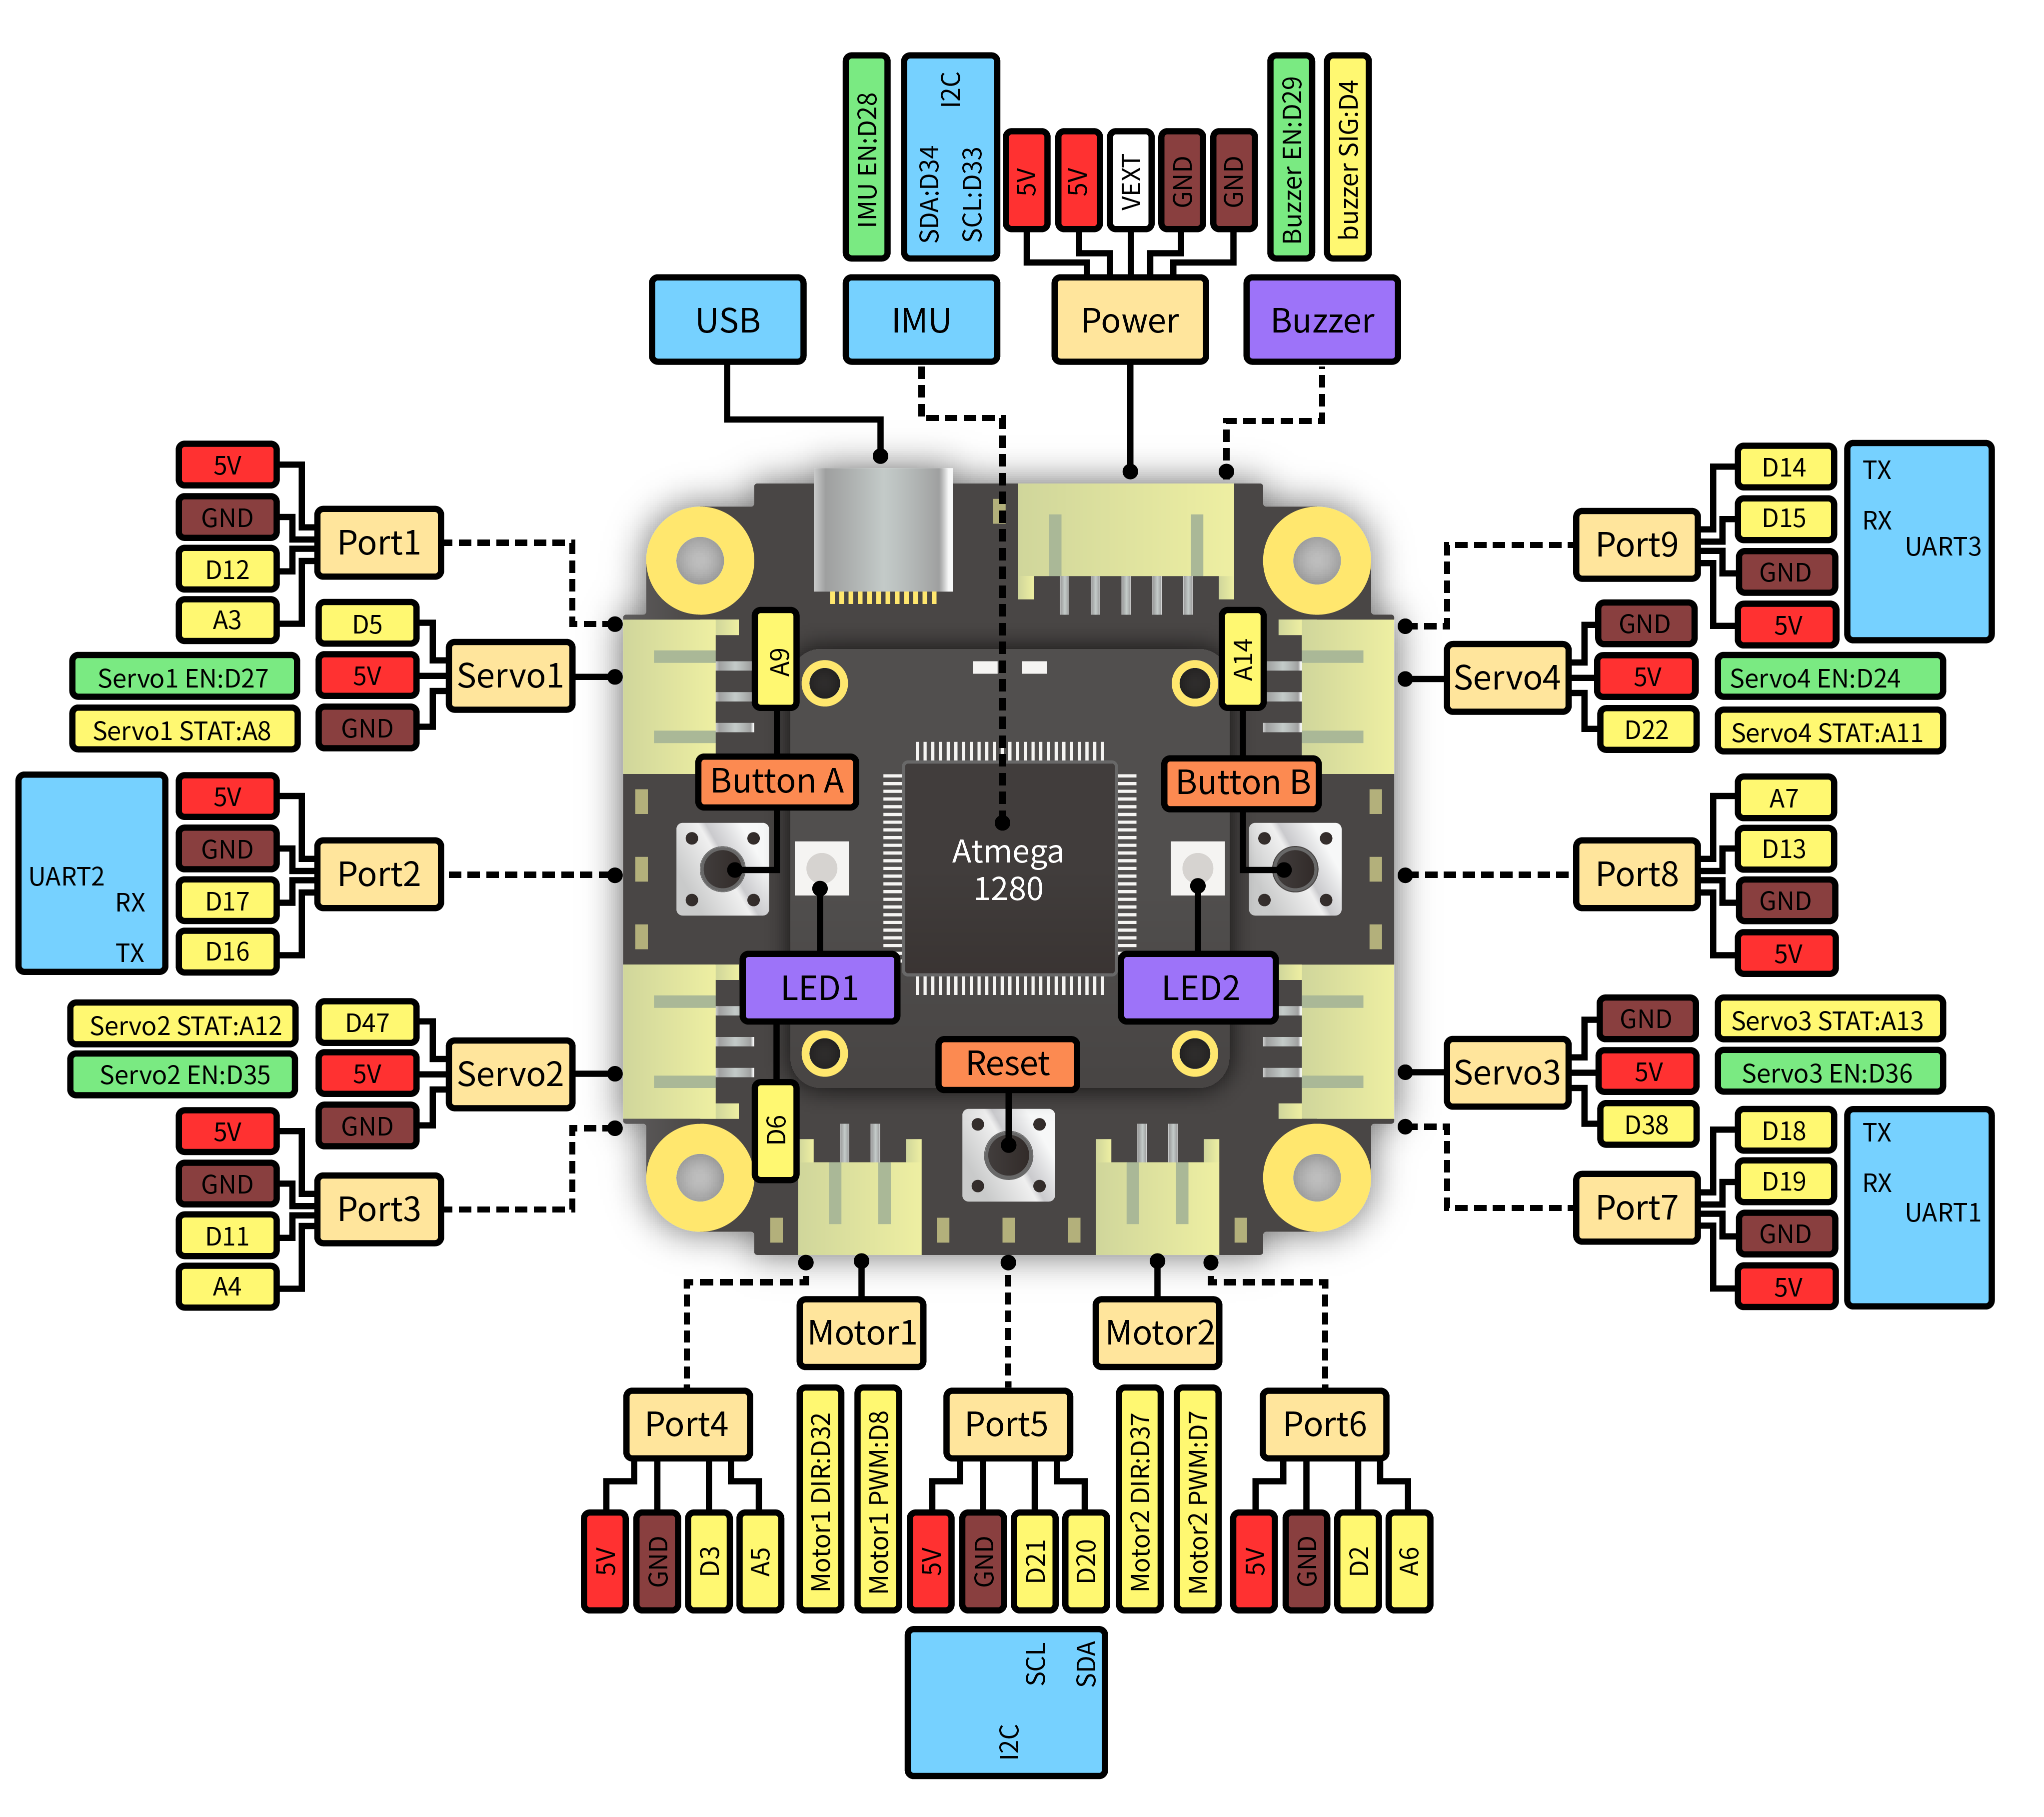 IMU EN:D28
I2C
SDA:D34
SCL:D33
5V
5V
VEXT
GND
GND
Buzzer EN:D29
buzzer SIG:D4
USB
IMU
Power
Buzzer
5V
GND
D12
A3
Port1
D5
5V
GND
Servo1
Servo1 EN:D27
Servo1 STAT:A8
UART2
RX
TX
5V
GND
D17
D16
Port2
Servo2 STAT:A12
Servo2 EN:D35
D47
5V
GND
Servo2
5V
GND
D11
A4
Port3
A9
Button A
A14
Button B
Atmega
1280
LED1
LED2
D6
Reset
Port9
D14
D15
GND
5V
TX
RX
UART3
Servo4
GND
5V
D22
Servo4 EN:D24
Servo4 STAT:A11
Port8
A7
D13
GND
5V
Servo3
GND
5V
D38
Servo3 STAT:A13
Servo3 EN:D36
Port7
D18
D19
GND
5V
TX
RX
UART1
Motor1
Motor2
Port4
5V
GND
D3
A5
Motor1 DIR:D32
Motor1 PWM:D8
Port5
5V
GND
D21
D20
Motor2 DIR:D37
Motor2 PWM:D7
Port6
5V
GND
D2
A6
SCL
SDA
I2C